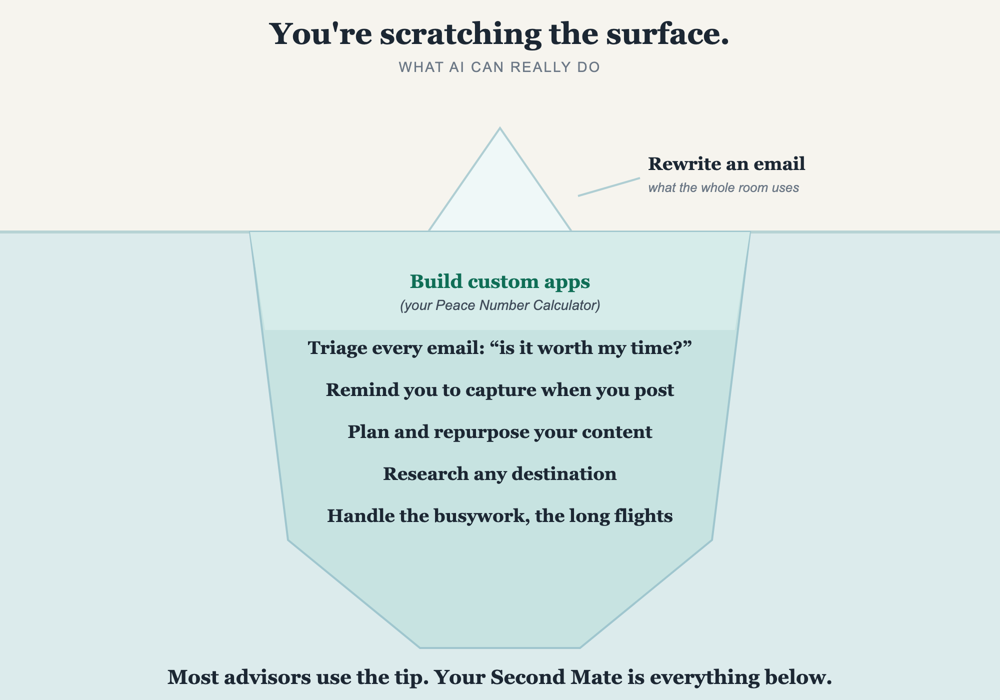 You're scratching the surface.
WHAT AI CAN REALLY DO
Rewrite an email
what the whole room uses
Build custom apps
(your Peace Number Calculator)
Triage every email: “is it worth my time?”
Remind you to capture when you post
Plan and repurpose your content
Research any destination
Handle the busywork, the long flights
Most advisors use the tip. Your Second Mate is everything below.